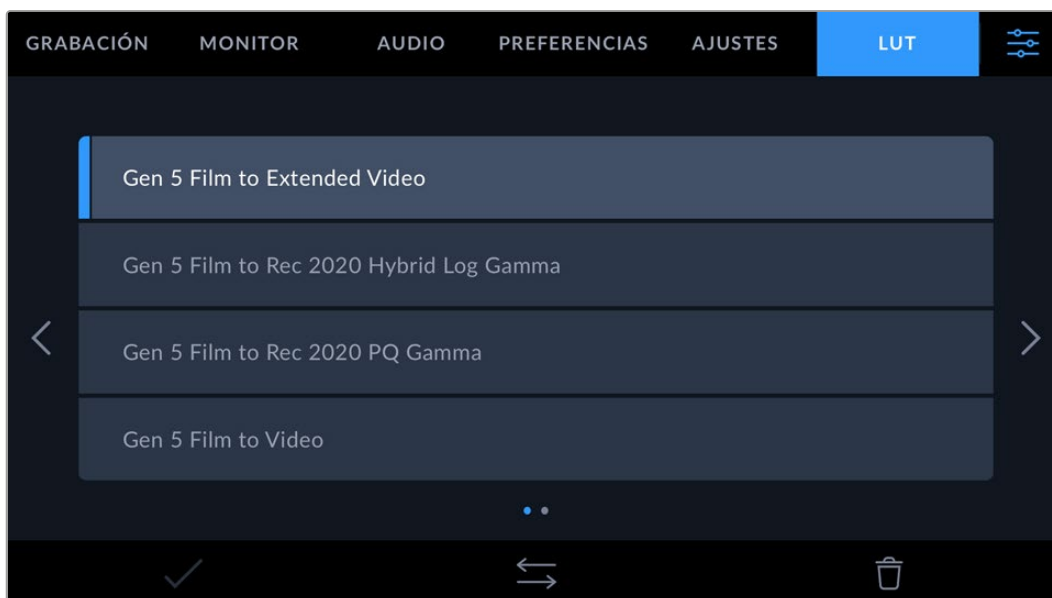 GRABACIÓN MONITOR AUDIO PREFERENCIAS AJUSTES LUT
Gen 5 Film to Extended Video
Gen 5 Film to Rec 2020 Hybrid Log Gamma
Gen 5 Film to Rec 2020 PQ Gamma
Gen 5 Film to Video